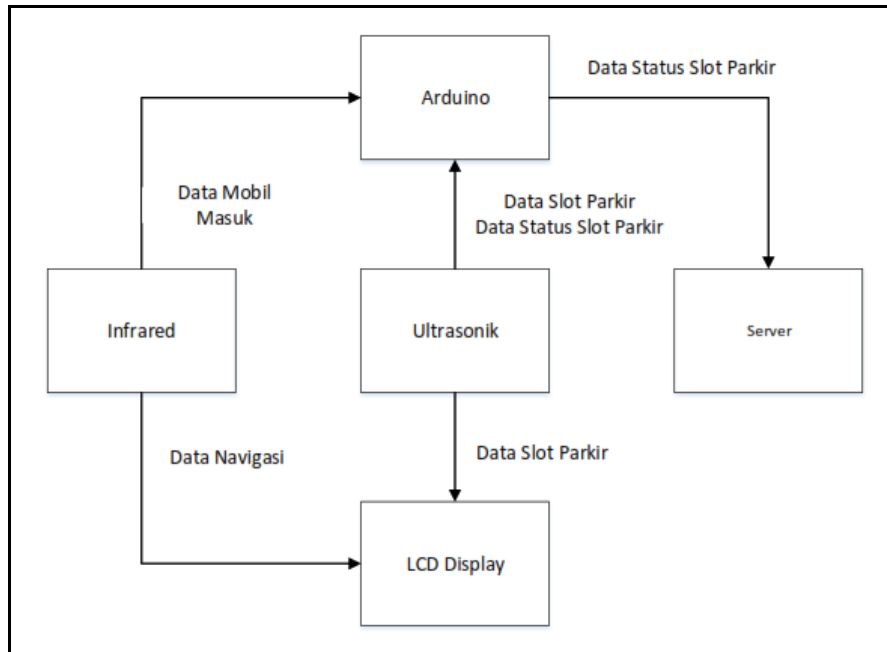 Arduino
Data Status Slot Parkir
Data Mobil
Masuk
Data Slot Parkir
Data Status Slot Parkir
Infrared
Ultrasonik
Server
Data Navigasi
Data Slot Parkir
LCD Display